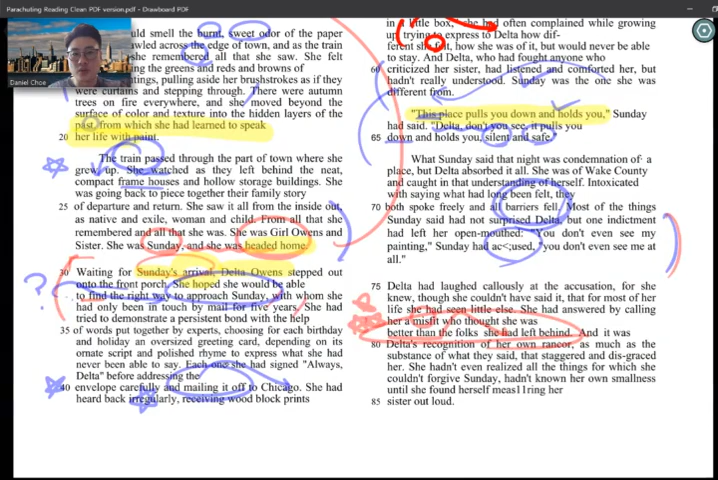 Parachuting Reading Clean PDF version.pdf - Drawboard PDF
Daniel Choe
uld smell the burnt, sweet odor of the paper
awled across the edge of town, and as the train
she remembered all that she saw. She felt
ing the greens and reds and browns of
tings, pulling aside her brushstrokes as if they
were curtains and stepping through. There were autumn
trees on fire everywhere, and she moved beyond the
surface of color and texture into the hidden layers of the
past from which she had learned to speak
20 her life with paint.
The train passed through the part of town where she
grew up. She watched as they left behind the neat,
compact frame houses and hollow storage buildings. She
was going back to piece together their family story
25 of departure and return. She saw it all from the inside out,
as native and exile, woman and child. From all that she
remembered and all that she was. She was Girl Owens and
Sister. She was Sunday, and she was headed home.
30 Waiting for Sunday's arrival, Delta Owens stepped out
onto the front porch. She hoped she would be able
to find the right way to approach Sunday, with whom she
had only been in touch by mail for five years. She had
tried to demonstrate a persistent bond with the help
35 of words put together by experts, choosing for each birthday
and holiday an oversized greeting card, depending on its
ornate script and polished rhyme to express what she had
never been able to say. Each one she had signed "Always,
Delta" before addressing the
40 envelope carefully and mailing it off to Chicago. She had
heard back irregularly, receiving wood block prints
in a little box," she had often complained while growing
up, trying to express to Delta how dif-
ferent she felt, how she was of it, but would never be able
to stay. And Delta, who had fought anyone who
60 criticized her sister, had listened and comforted her, but
hadn't really understood. Sunday was the one she was
different from.
"This place pulls you down and holds you," Sunday
had said. "Delta, don't you see, it pulls you
65 down and holds you, silent and safe."
What Sunday said that night was condemnation of a
place, but Delta absorbed it all. She was of Wake County
and caught in that understanding of herself. Intoxicated
with saying what had long been felt, they
70 both spoke freely and all barriers fell. Most of the things
Sunday said had not surprised Delta, but one indictment
had left her open-mouthed: "You don't even see my
painting," Sunday had ac<used, "you don't even see me at
all."
75 Delta had laughed callously at the accusation, for she
knew, though she couldn't have said it, that for most of her
life she had seen little else. She had answered by calling
her a misfit who thought she was
better than the folks she had left behind. And it was
80 Delta's recognition of her own rancor, as much as the
substance of what they said, that staggered and dis-graced
her. She hadn't even realized all the things for which she
couldn't forgive Sunday, hadn't known her own smallness
until she found herself meas1lring her
85 sister out loud.